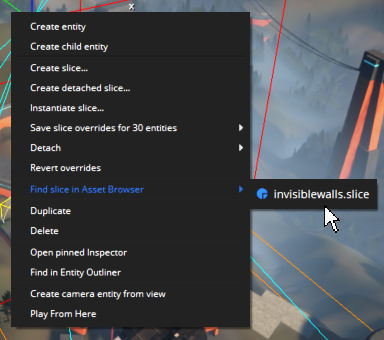 x
Create entity
Create child entity
Create slice...
Create detached slice...
Instantiate slice...
Save slice overrides for 30 entities
Detach
Revert overrides
Find slice in Asset Browser
invisiblewalls.slice
Duplicate
Delete
Open pinned Inspector
Find in Entity Outliner
Create camera entity from view
Play From Here